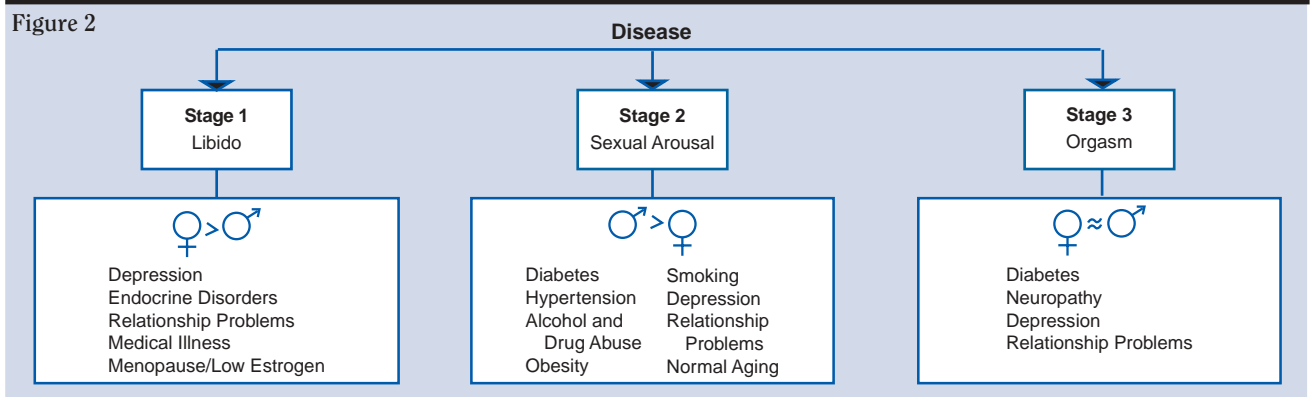 Figure 2
Disease
Stage 1
Libido
Stage 2
Sexual Arousal
Stage 3
Orgasm
♀>♂
Depression
Endocrine Disorders
Relationship Problems
Medical Illness
Menopause/Low Estrogen
♂>♀
Diabetes
Hypertension
Alcohol and
Drug Abuse
Obesity
Smoking
Depression
Relationship
Problems
Normal Aging
♀≈♂
Diabetes
Neuropathy
Depression
Relationship Problems